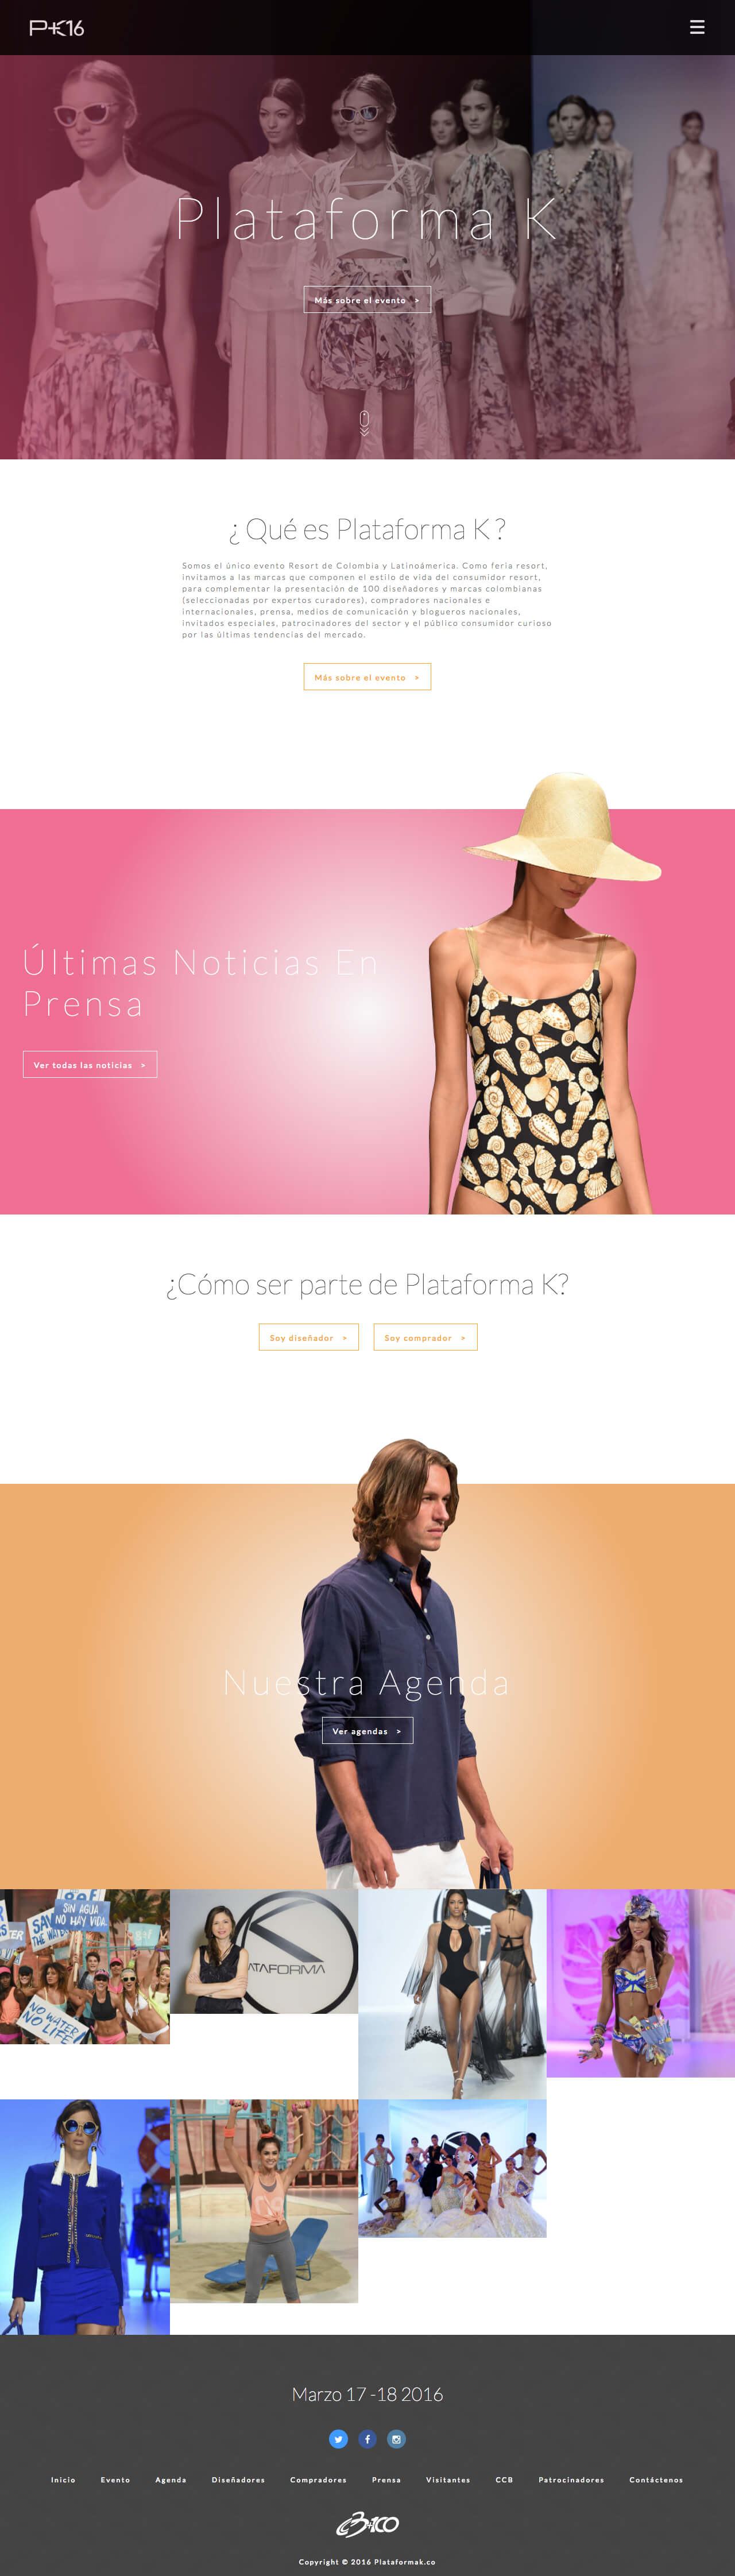 P+K16
Plataforma K
Más sobre el evento >
¿ Qué es Plataforma K ?
Somos el único evento Resort de Colombia y Latinoámerica. Como feria resort,
invitamos a las marcas que componen el estilo de vida del consumidor resort,
para complementar la presentación de 100 diseñadores y marcas colombianas
(seleccionadas por expertos curadores), compradores nacionales e
internacionales, prensa, medios de comunicación y blogueros nacionales,
invitados especiales, patrocinadores del sector y el público consumidor curioso
por las últimas tendencias del mercado.
Más sobre el evento >
Últimas Noticias En
Prensa
Ver todas las noticias >
¿Cómo ser parte de Plataforma K?
Soy diseñador >
Soy comprador >
Nuestra Agenda
Ver agendas >
gef
SIN AGUA
NO HAY VIDA
NO WATER
NO LIFE
ATAFORMA
Marzo 17 -18 2016
Inicio
Evento
Agenda
Diseñadores
Compradores
Prensa
Visitantes
CCB
Patrocinadores
Contáctenos
Copyright © 2016 Plataformak.co